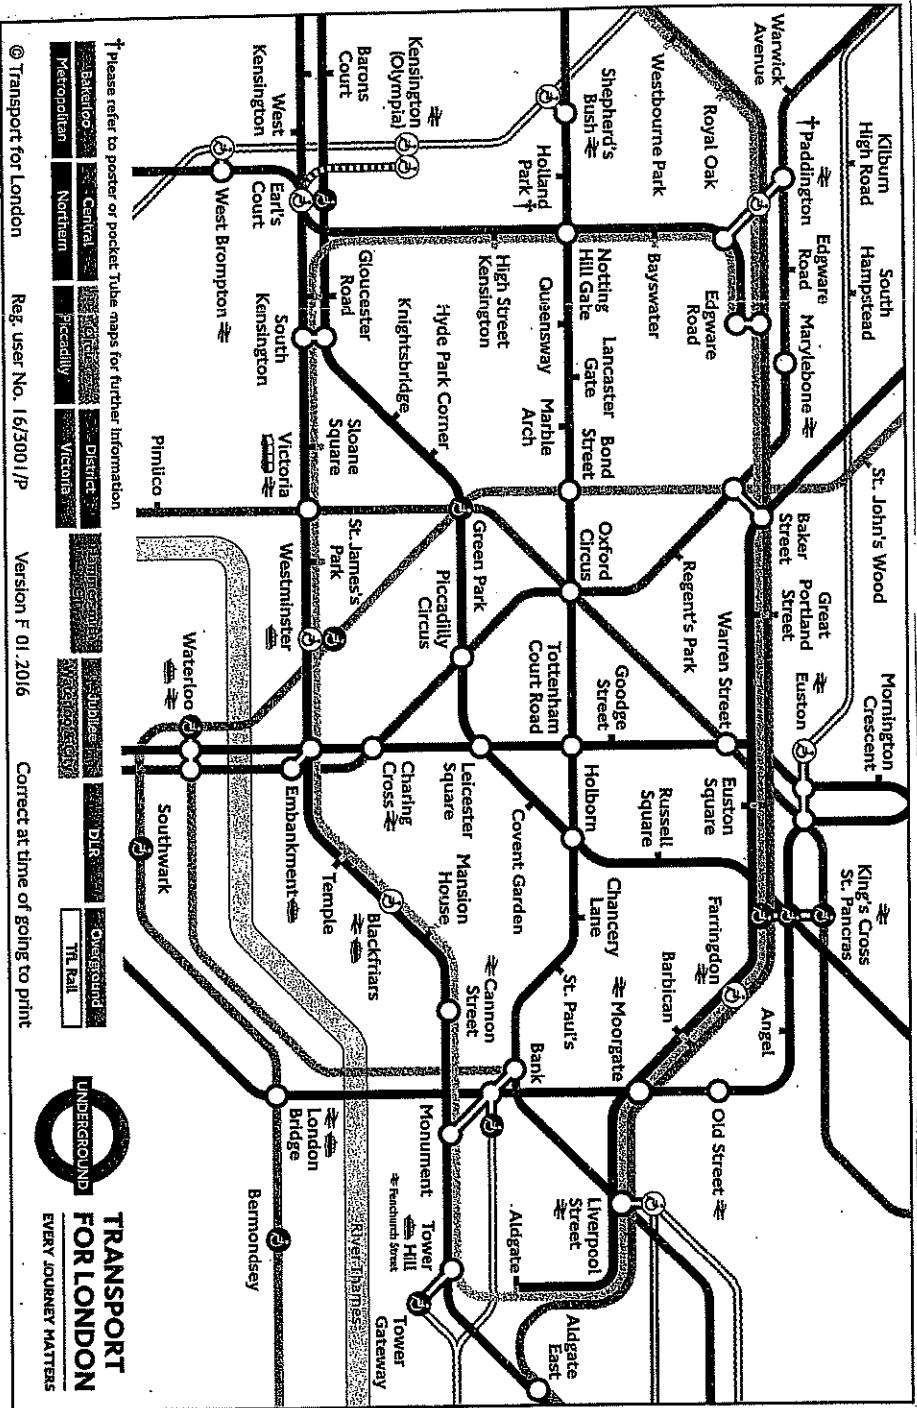 Kilburn
High Road
South
Hampstead
Mornington
Crescent
St. John's Wood
King's Cross
St. Pancras
Warwick
Avenue
†Paddington
Edgware
Road
Marylebone
Baker
Street
Great
Portland
Street
Euston
Angel
Old Street
Royal Oak
Westbourne Park
Edgware
Road
Regent's Park
Warren Street
Euston
Square
Farringdon
Barbican
Moorgate
Bayswater
Goodge
Street
Russell
Square
Shepherd's
Bush
Holland
Park†
Notting
Hill Gate
Queensway
Lancaster
Gate
Marble
Arch
Bond
Street
Oxford
Circus
Tottenham
Court Road
Holborn
Chancery
Lane
St. Paul's
Bank
Liverpool
Street
Aldgate
Aldgate
East
Kensington
(Olympia)
High Street
Kensington
Hyde Park Corner
Knightsbridge
Green Park
Piccadilly
Circus
Leicester
Square
Covent Garden
Cannon
Street
Mansion
House
Monument
Tower
Hill
Fenchurch Street
Tower
Gateway
Barons
Court
Gloucester
Road
Sloane
Square
St. James's
Park
Charing
Cross
Blackfriars
Temple
River Thames
West
Kensington
Earl's
Court
South
Kensington
Victoria
Westminster
Embankment
London
Bridge
West Brompton
Pimlico
Waterloo
Southwark
Bermondsey
†Please refer to poster or pocket Tube maps for further information
Bakerloo
Central
Circle
District
Jubilee
DLR
Overground
Metropolitan
Northern
Piccadilly
Victoria
TfL Rail
© Transport for London
Reg. user No. 16/3001/P
Version F 01.2016
Correct at time of going to print
UNDERGROUND
TRANSPORT
FOR LONDON
EVERY JOURNEY MATTERS